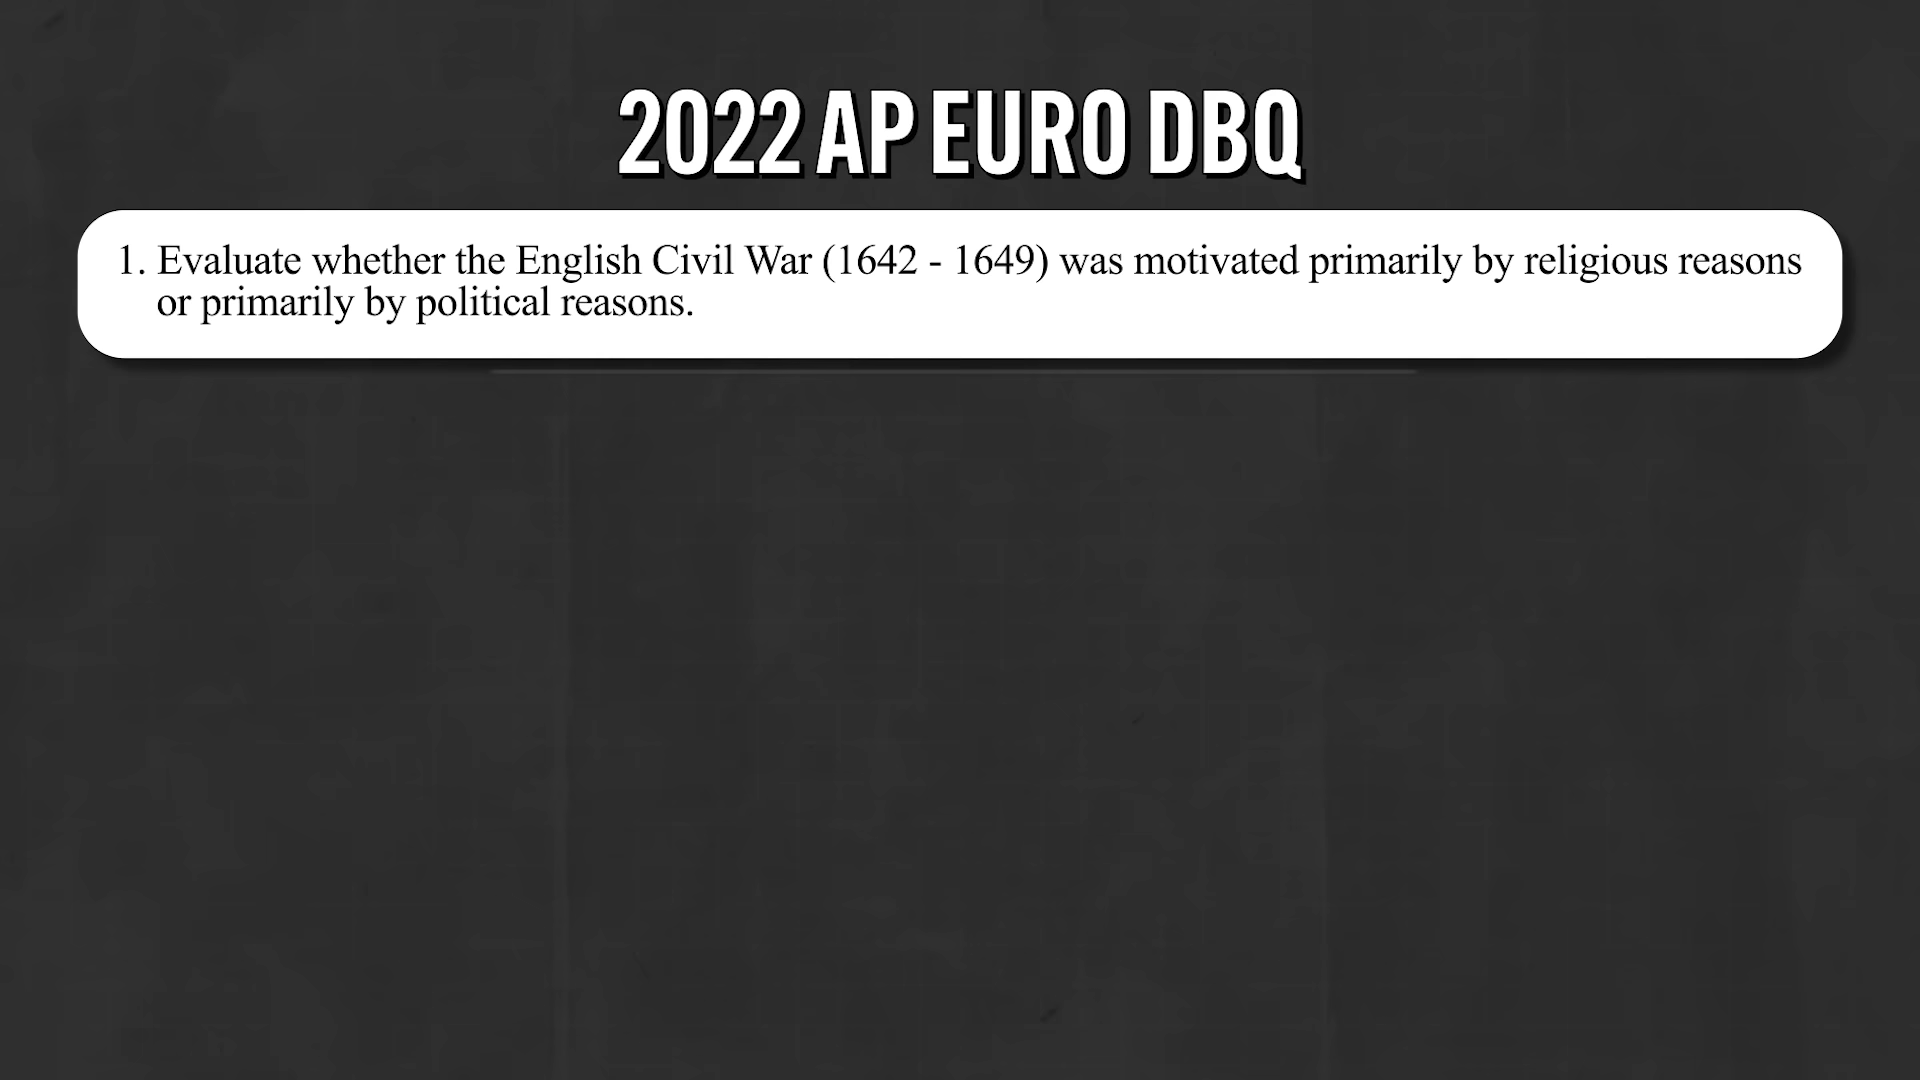 2022 AP EURO DBQ
1. Evaluate whether the English Civil War (1642 - 1649) was motivated primarily by religious reasons
or primarily by political reasons.